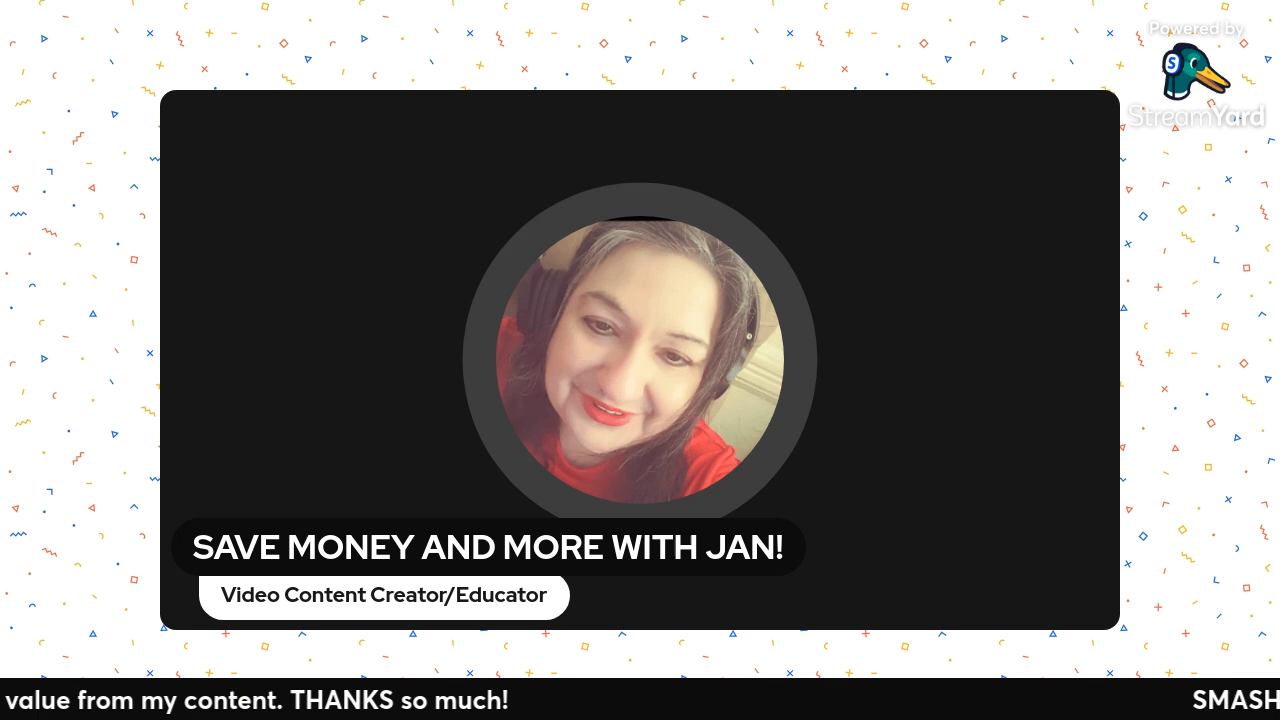 Powered by
S
StreamYard
SAVE MONEY AND MORE WITH JAN!
Video Content Creator/Educator
value from my content. THANKS so much!
SMASH